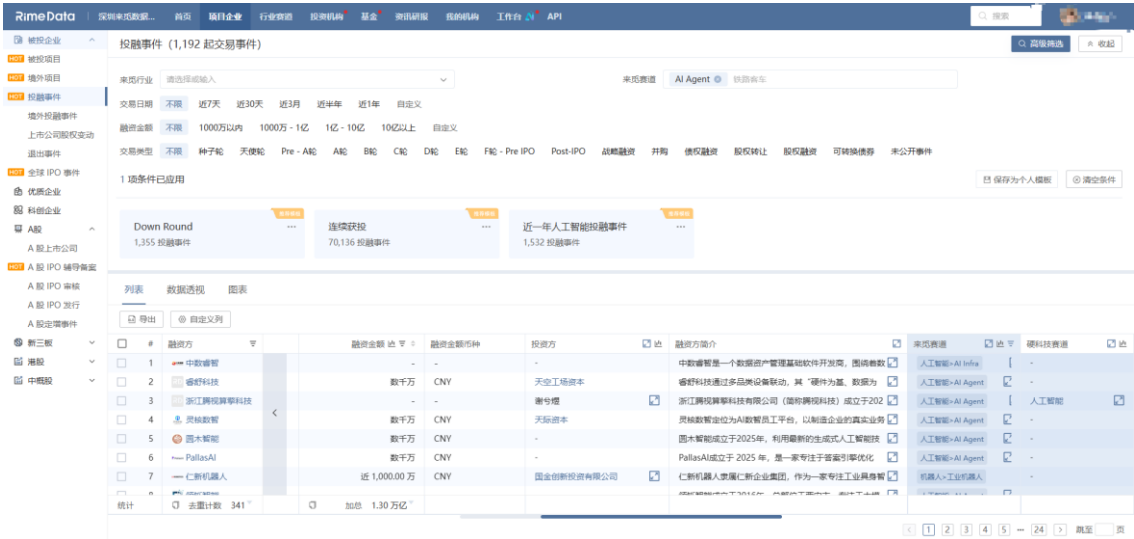 RimeData 深圳来觅数据... 首页 项目企业 行业赛道 投资机构 基金 资讯研报 我的机构 工作台 AI API 搜索
被投企业
HOT 被投项目
HOT 境外项目
HOT 投融事件
境外投融事件
上市公司股权变动
退出事件
HOT 全球 IPO 事件
优质企业
科创企业
A股
A 股上市公司
HOT A 股 IPO 辅导备案
A 股 IPO 审核
A 股 IPO 发行
A 股定增事件
新三板
港股
中概股
投融事件（1,192 起交易事件）
高级筛选 收起
来觅行业 请选择或输入 来觅赛道 AI Agent 铁路客车
交易日期 不限 近7天 近30天 近3月 近半年 近1年 自定义
融资金额 不限 1000万以内 1000万 - 1亿 1亿 - 10亿 10亿以上 自定义
交易类型 不限 种子轮 天使轮 Pre - A轮 A轮 B轮 C轮 D轮 E轮 F轮 - Pre IPO Post-IPO 战略融资 并购 债权融资 股权转让 股权融资 可转换债券 未公开事件
1 项条件已应用 保存为个人模板 清空条件
Down Round ...
1,355 投融事件
连续获投 ...
70,136 投融事件
近一年人工智能投融事件 ...
1,532 投融事件
列表 数据透视 图表
导出 自定义列
# 融资方 融资金额 融资金额币种 投资方 融资方简介 来觅赛道 硬科技赛道
1 中数睿智 - - - 中数睿智是一个数据资产管理基础软件开发商，围绕着数 人工智能>AI Infra -
2 睿舒科技 数千万 CNY 天空工场资本 睿舒科技通过多品类设备联动，其“硬件为基、数据为 人工智能>AI Agent -
3 浙江腾视算擎科技 - - 谢兮煜 浙江腾视算擎科技有限公司（简称腾视科技）成立于202 人工智能>AI Agent 人工智能
4 灵核数智 数千万 CNY 天际资本 灵核数智定位为AI数智员工平台，以制造企业的真实业务 人工智能>AI Agent -
5 圆木智能 数千万 CNY - 圆木智能成立于2025年，利用最新的生成式人工智能技 人工智能>AI Agent -
6 PallasAI 数千万 CNY - PallasAI成立于 2025 年，是一家专注于答案引擎优化 人工智能>AI Agent -
7 仁新机器人 近 1,000.00 万 CNY 国金创新投资有限公司 仁新机器人隶属仁新企业集团，作为一家专注工业具身智 机器人>工业机器人 -
统计 去重计数 341 加总 1.30 万亿
1 2 3 4 5 ... 24 跳至 页